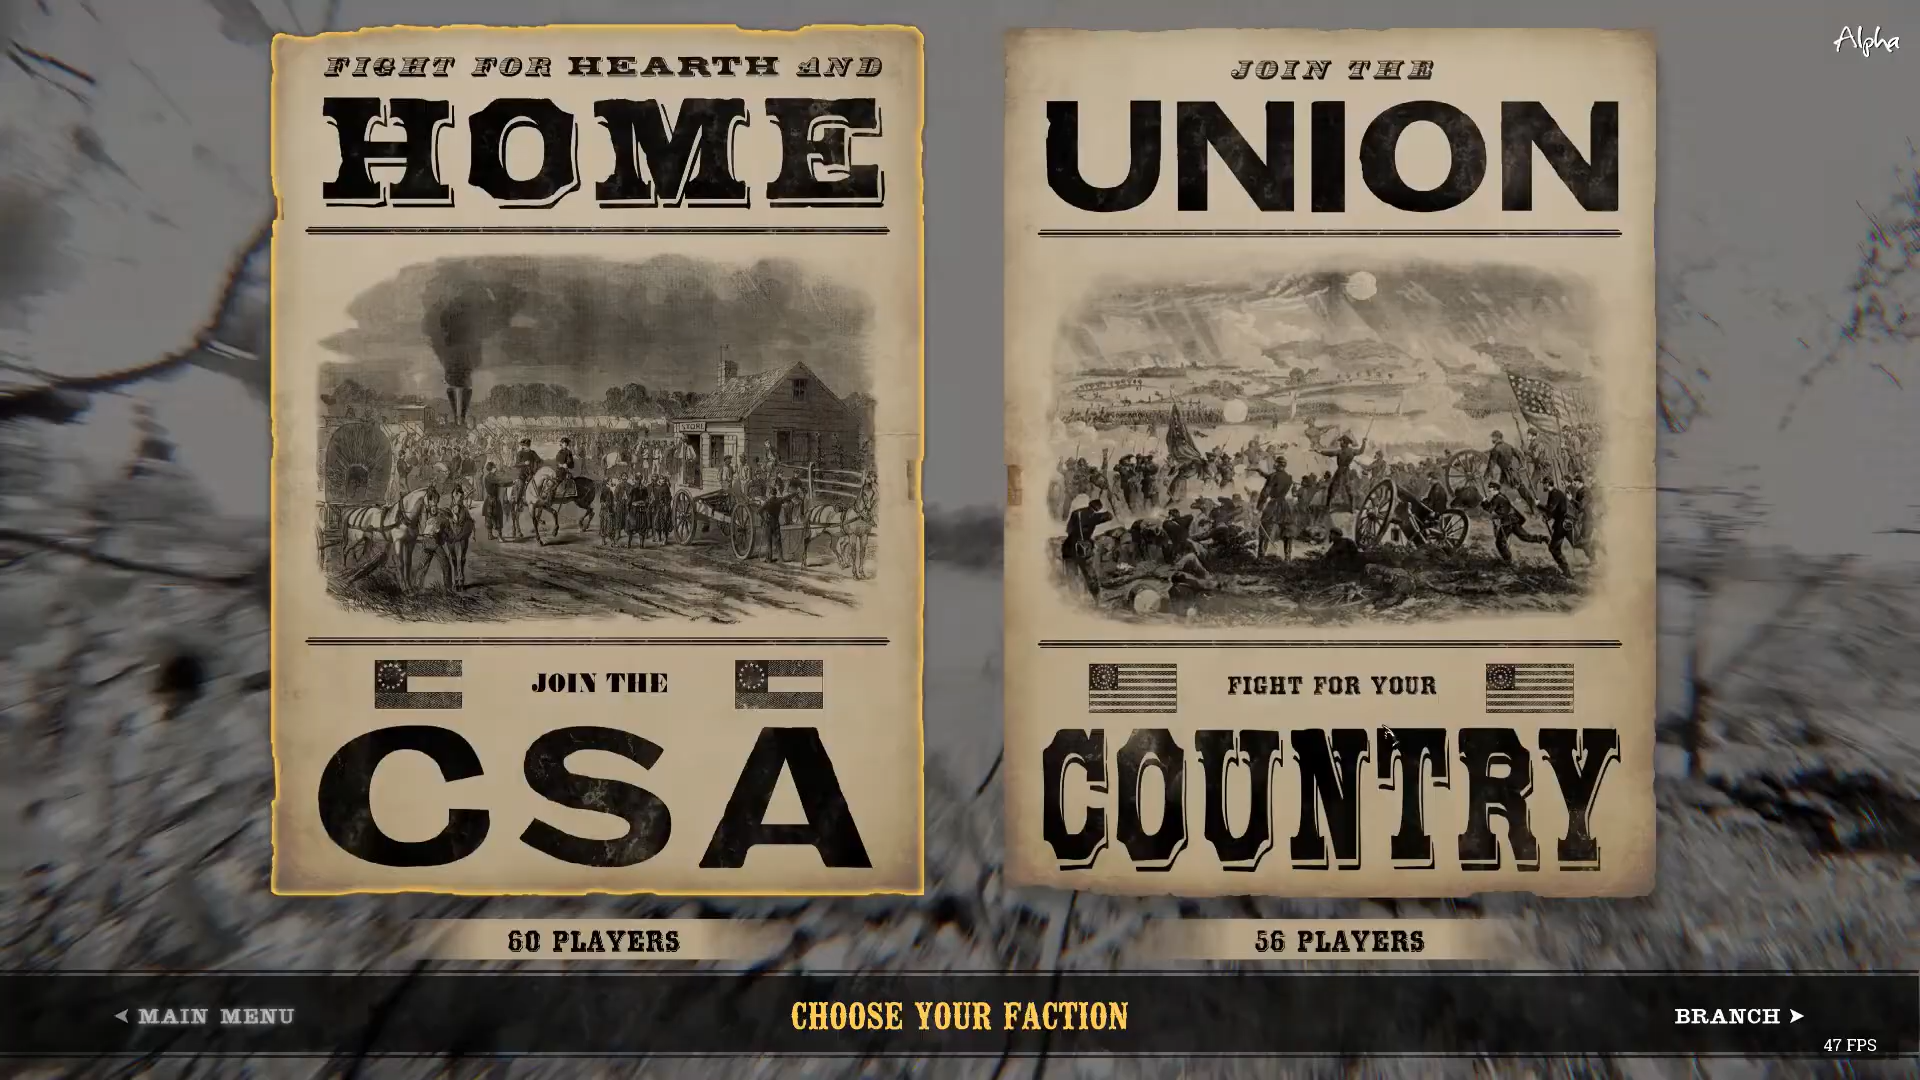 FIGHT FOR HEARTH AND
HOME
STORE
JOIN THE
CSA
60 PLAYERS
JOIN THE
UNION
FIGHT FOR YOUR
COUNTRY
56 PLAYERS
Alpha
MAIN MENU
CHOOSE YOUR FACTION
BRANCH
47 FPS